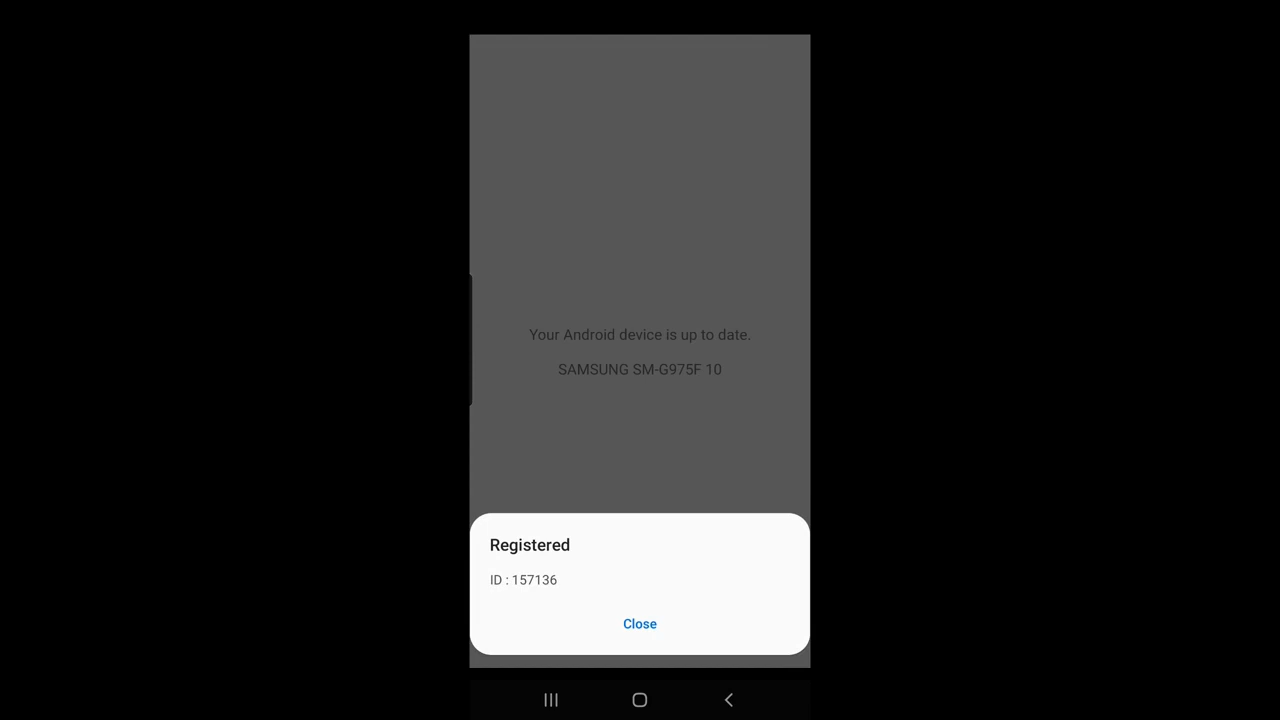 Your Android device is up to date.
SAMSUNG SM-G975F 10
Registered
ID : 157136
Close